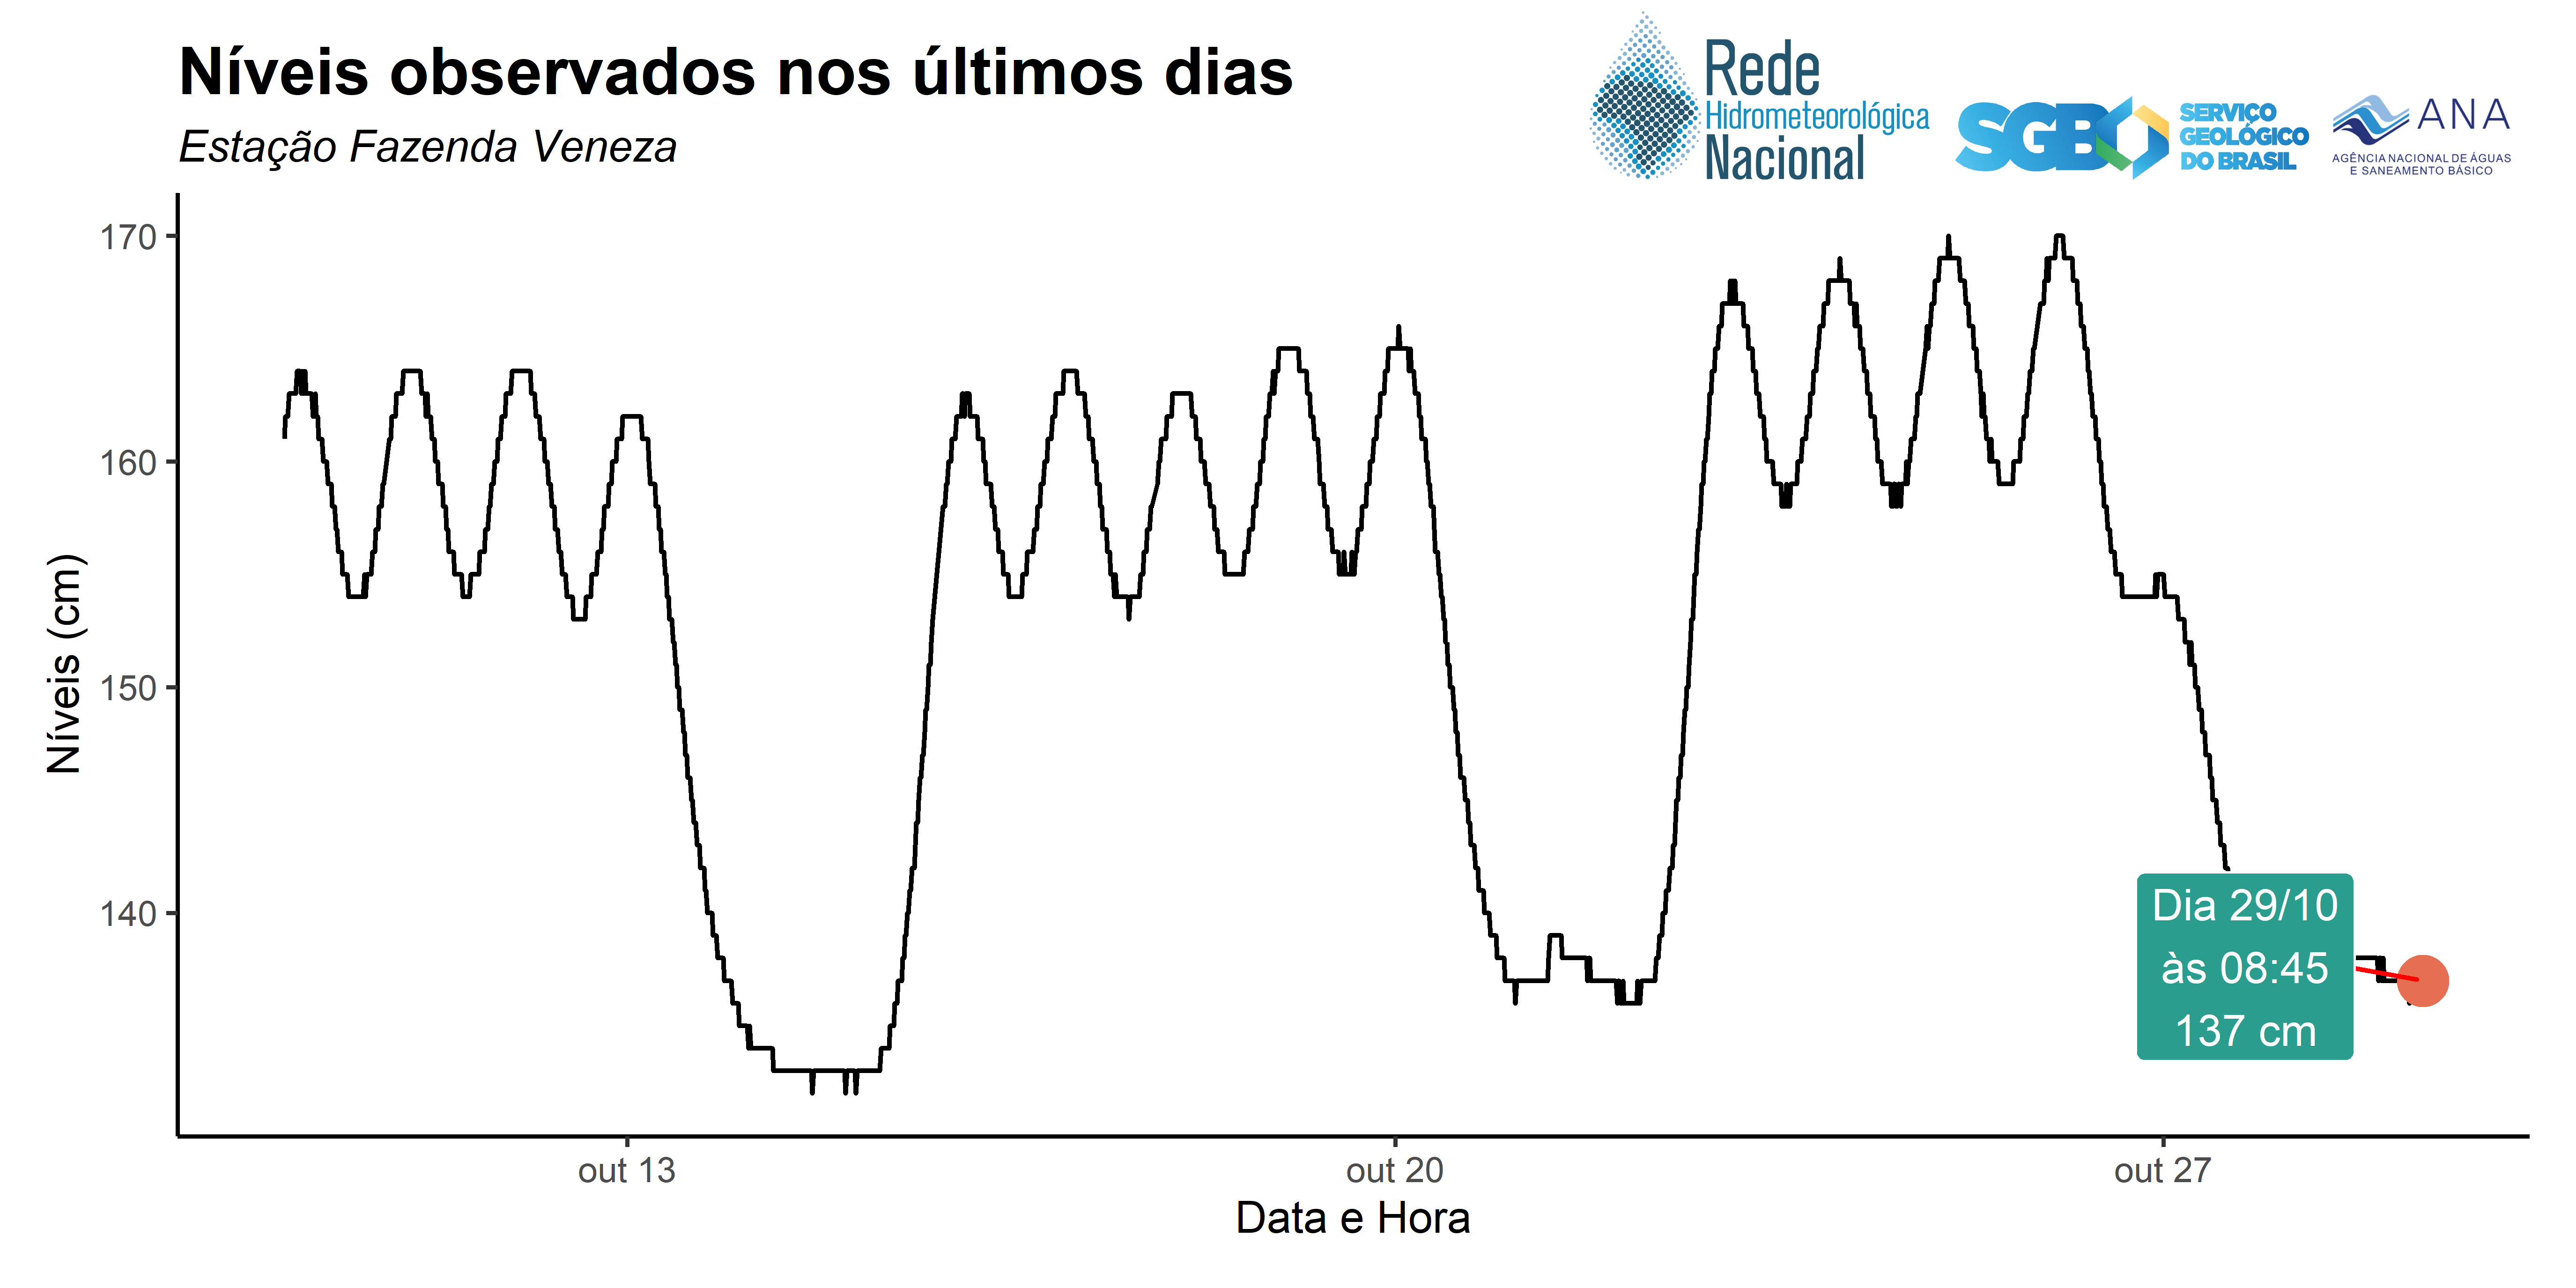 Níveis observados nos últimos dias
Estação Fazenda Veneza
Rede
Hidrometeorológica
Nacional
SGB
SERVIÇO
GEOLÓGICO
DO BRASIL
ANA
AGÊNCIA NACIONAL DE ÁGUAS
E SANEAMENTO BÁSICO
Níveis (cm)
170
160
150
140
Dia 29/10
às 08:45
137 cm
out 13
out 20
out 27
Data e Hora